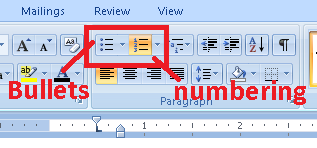 Mailings Review View
Bullets numbering
Paragraph
1 2